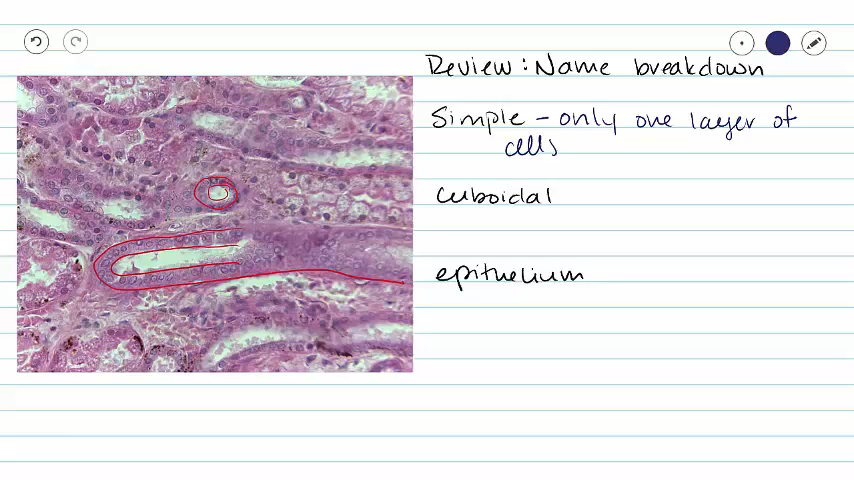 Review: Name breakdown
Simple - only one layer of
cells
cuboidal
epithelium